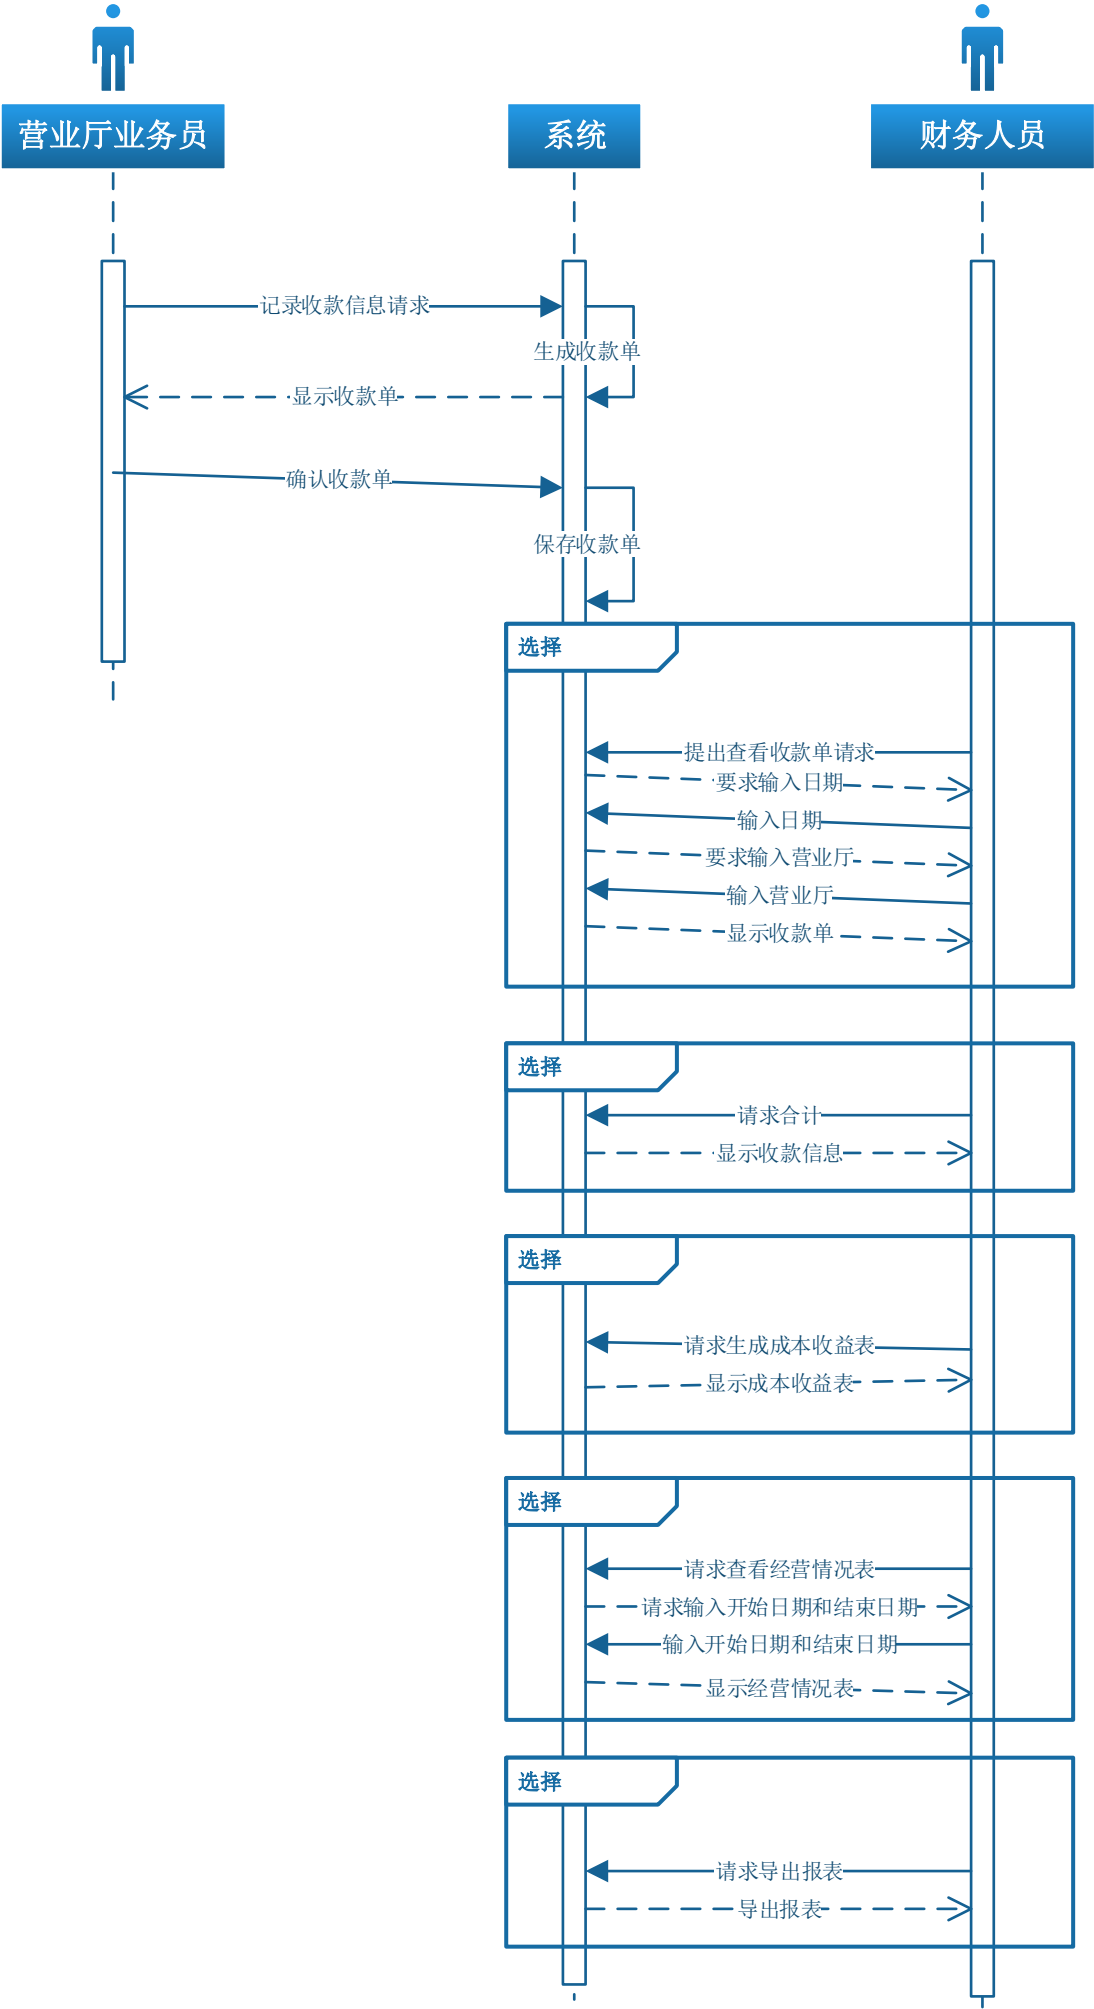 营业厅业务员
系统
财务人员
记录收款信息请求
生成收款单
显示收款单
确认收款单
保存收款单
选择
提出查看收款单请求
要求输入日期
输入日期
要求输入营业厅
输入营业厅
显示收款单
选择
请求合计
显示收款信息
选择
请求生成成本收益表
显示成本收益表
选择
请求查看经营情况表
请求输入开始日期和结束日期
输入开始日期和结束日期
显示经营情况表
选择
请求导出报表
导出报表